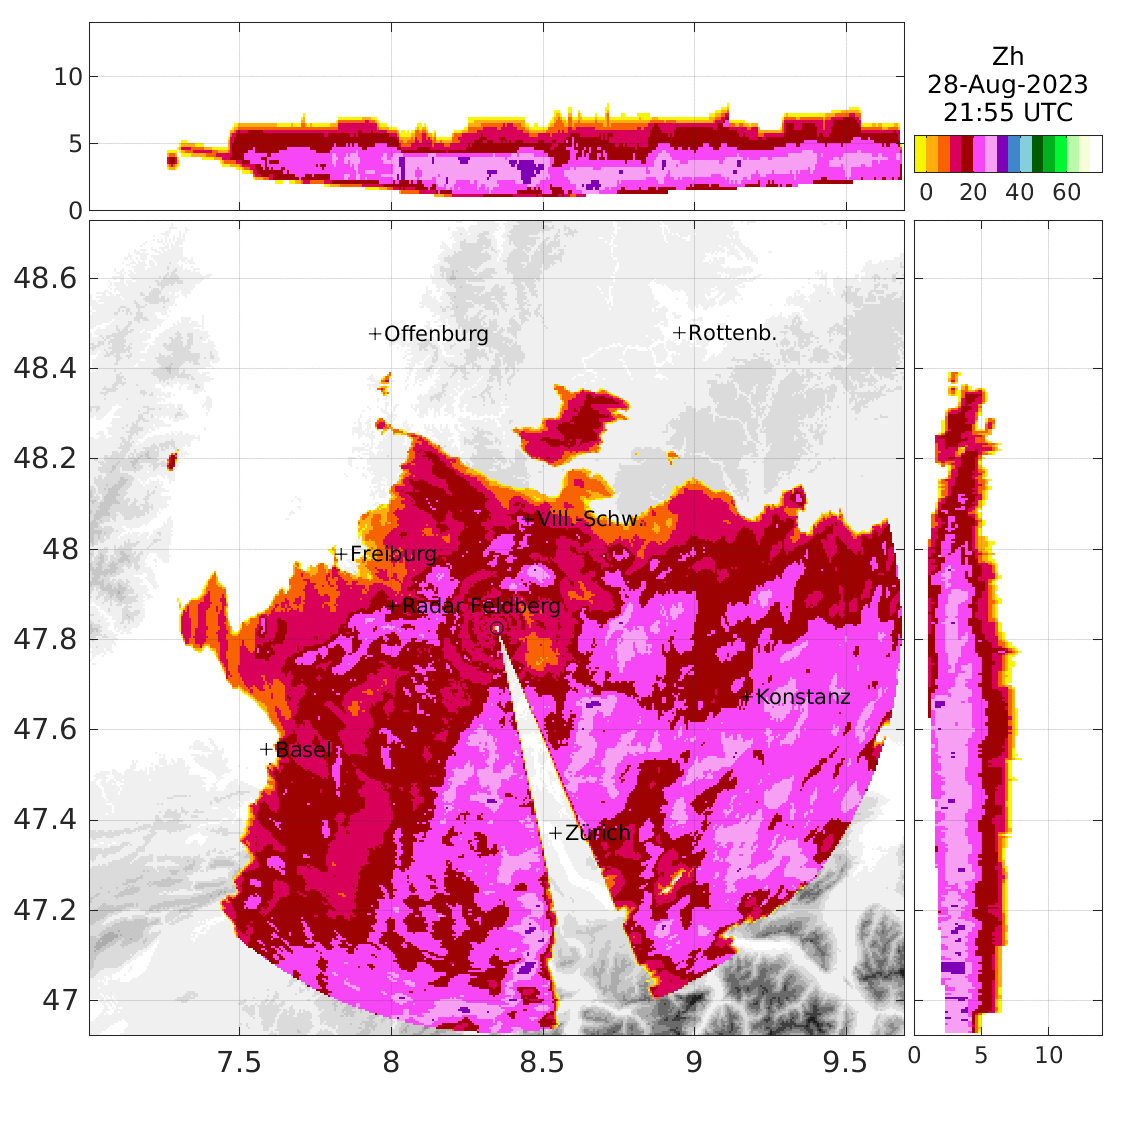 10
5
0
Zh
28-Aug-2023
21:55 UTC
0 20 40 60
48.6
48.4
48.2
48
47.8
47.6
47.4
47.2
47
+Offenburg
+Rottenb.
+Vill.-Schw.
+Freiburg
+Radar Feldberg
+Konstanz
+Basel
+Zürich
7.5 8 8.5 9 9.5
0 5 10